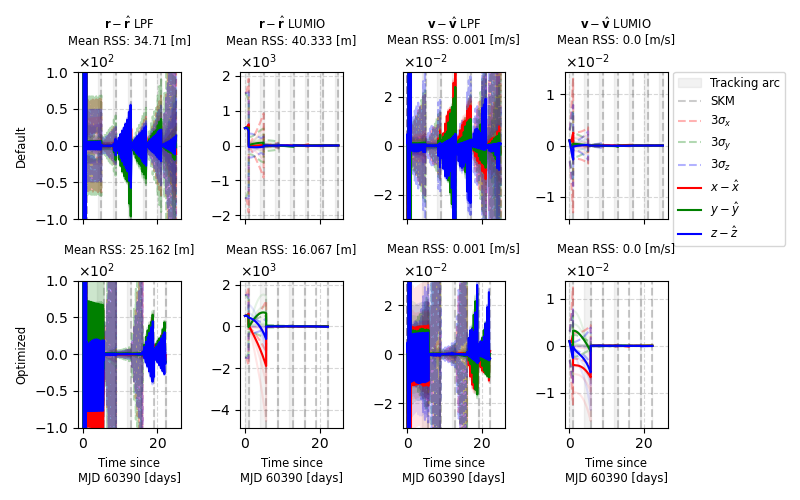 r − r̂ LPF
Mean RSS: 34.71 [m]
r − r̂ LUMIO
Mean RSS: 40.333 [m]
v − v̂ LPF
Mean RSS: 0.001 [m/s]
v − v̂ LUMIO
Mean RSS: 0.0 [m/s]
×10²
×10³
×10⁻²
×10⁻²
Default
1.0
0.5
0.0
−0.5
−1.0
2
1
0
−1
−2
2
0
−2
1
0
−1
Tracking arc
SKM
3σₓ
3σᵧ
3σ_z
x − x̂
y − ŷ
z − ẑ
Mean RSS: 25.162 [m]
Mean RSS: 16.067 [m]
Mean RSS: 0.001 [m/s]
Mean RSS: 0.0 [m/s]
×10²
×10³
×10⁻²
×10⁻²
Optimized
1.0
0.5
0.0
−0.5
−1.0
2
0
−2
−4
2
0
−2
1
0
−1
0 20
0 20
0 20
0 20
Time since
MJD 60390 [days]
Time since
MJD 60390 [days]
Time since
MJD 60390 [days]
Time since
MJD 60390 [days]